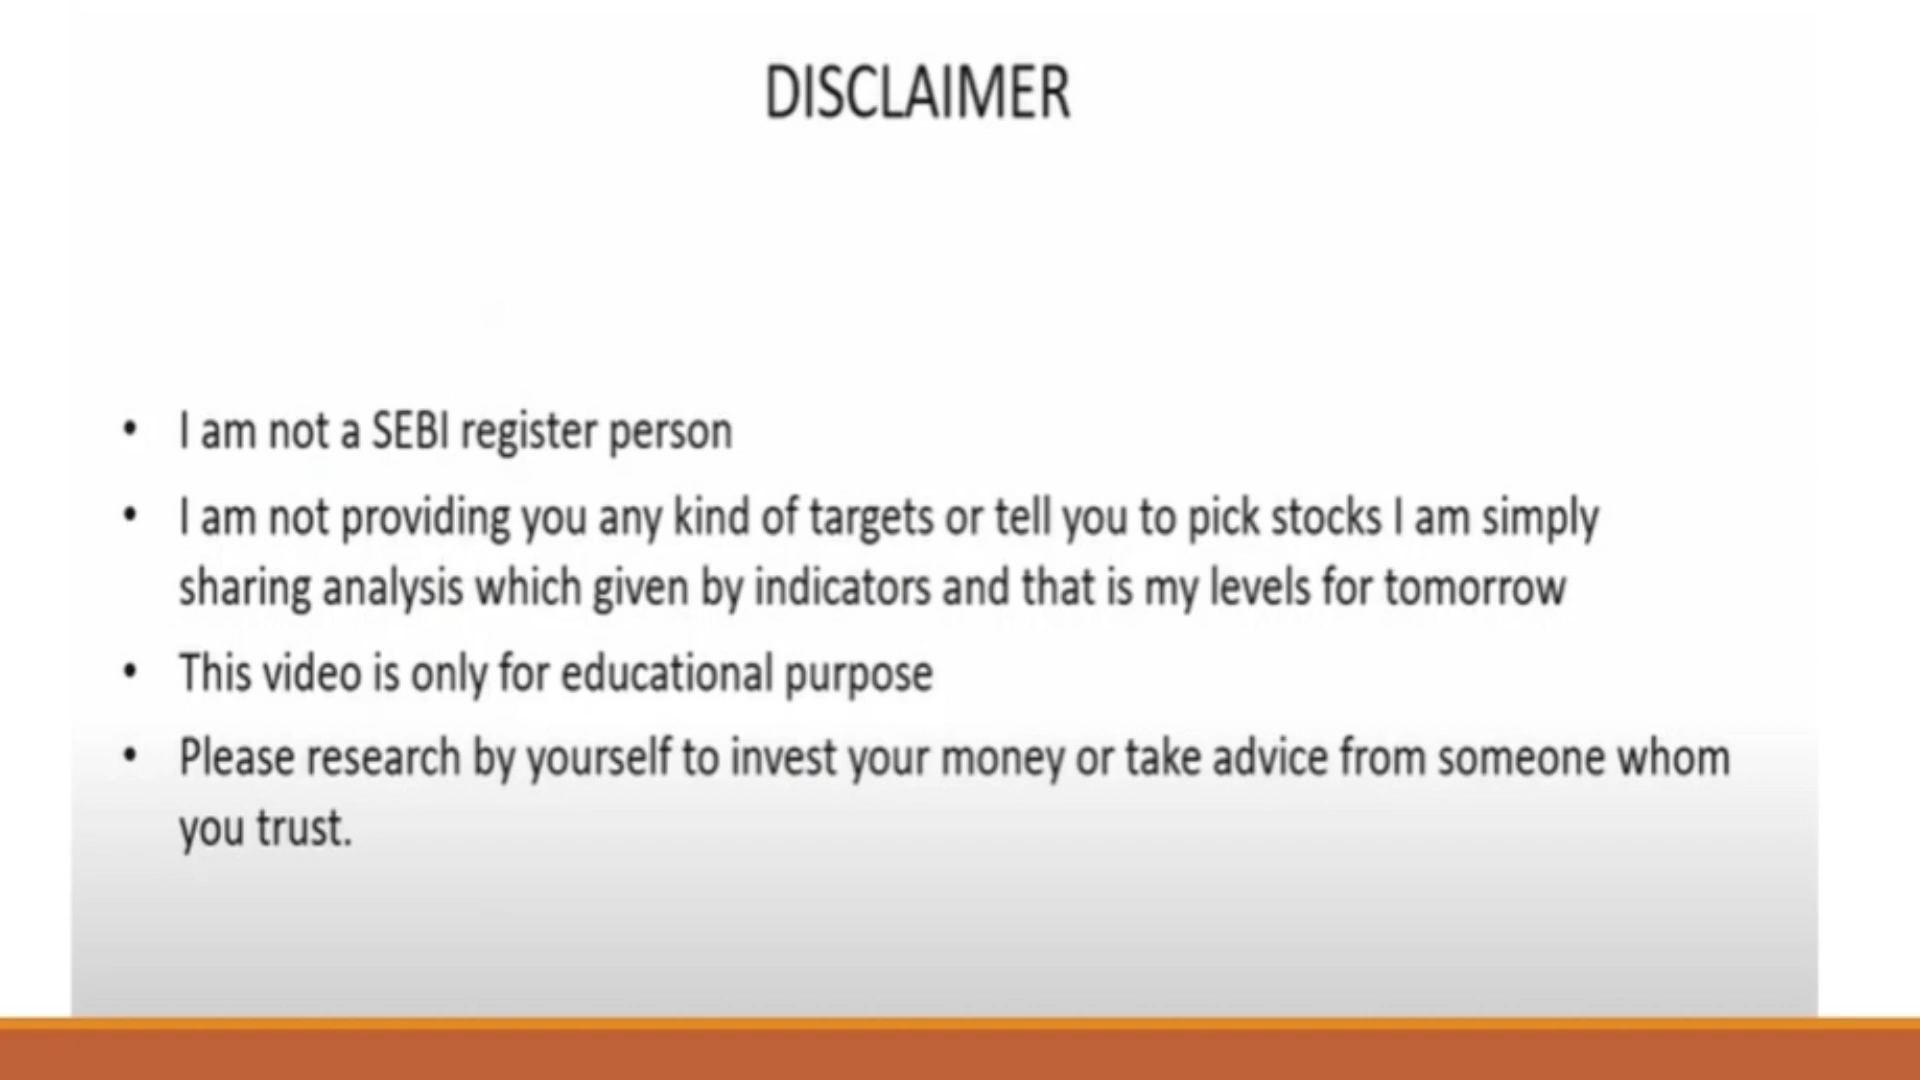 DISCLAIMER
• I am not a SEBI register person
• I am not providing you any kind of targets or tell you to pick stocks I am simply
sharing analysis which given by indicators and that is my levels for tomorrow
• This video is only for educational purpose
• Please research by yourself to invest your money or take advice from someone whom
you trust.